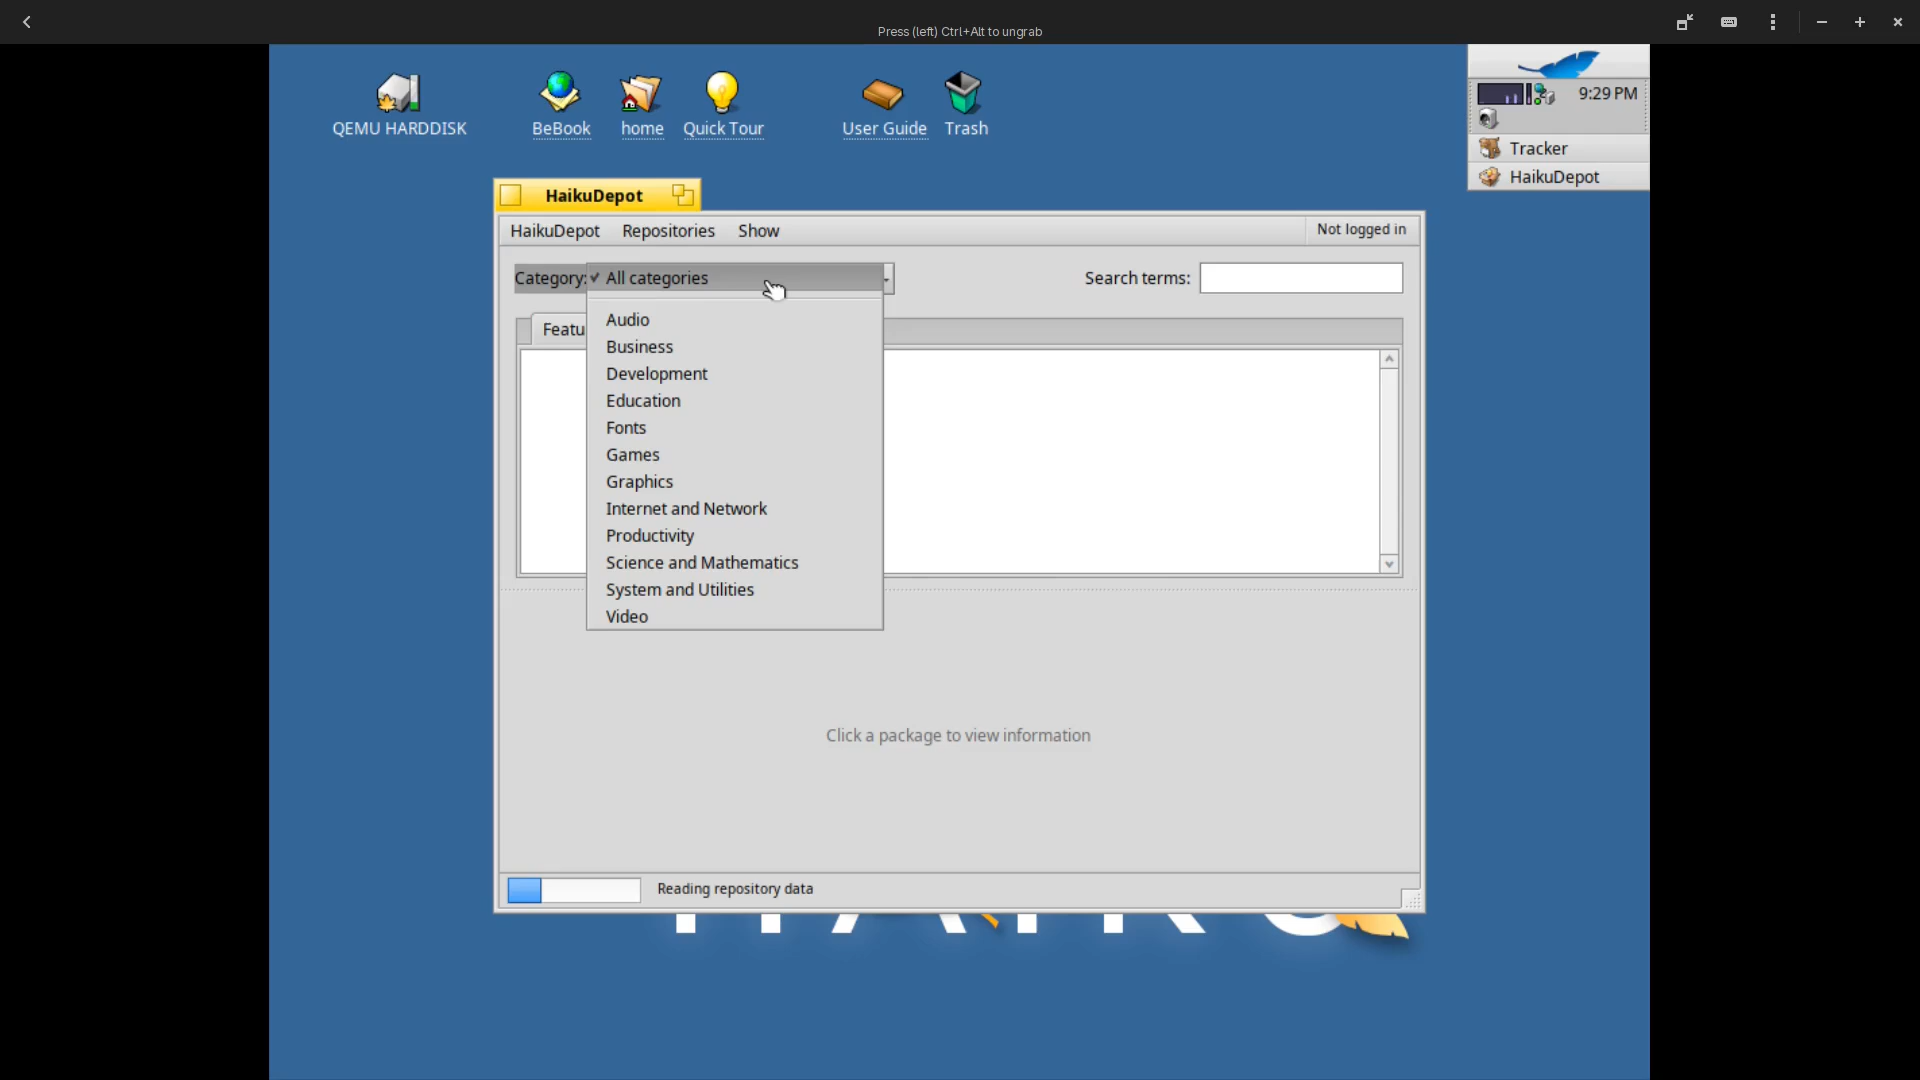 Press (left) Ctrl+Alt to ungrab
QEMU HARDDISK
BeBook
home
Quick Tour
User Guide
Trash
9:29 PM
Tracker
HaikuDepot
HaikuDepot
HaikuDepot Repositories Show
Not logged in
Category: ✓ All categories
Search terms:
Featu
Audio
Business
Development
Education
Fonts
Games
Graphics
Internet and Network
Productivity
Science and Mathematics
System and Utilities
Video
Click a package to view information
Reading repository data